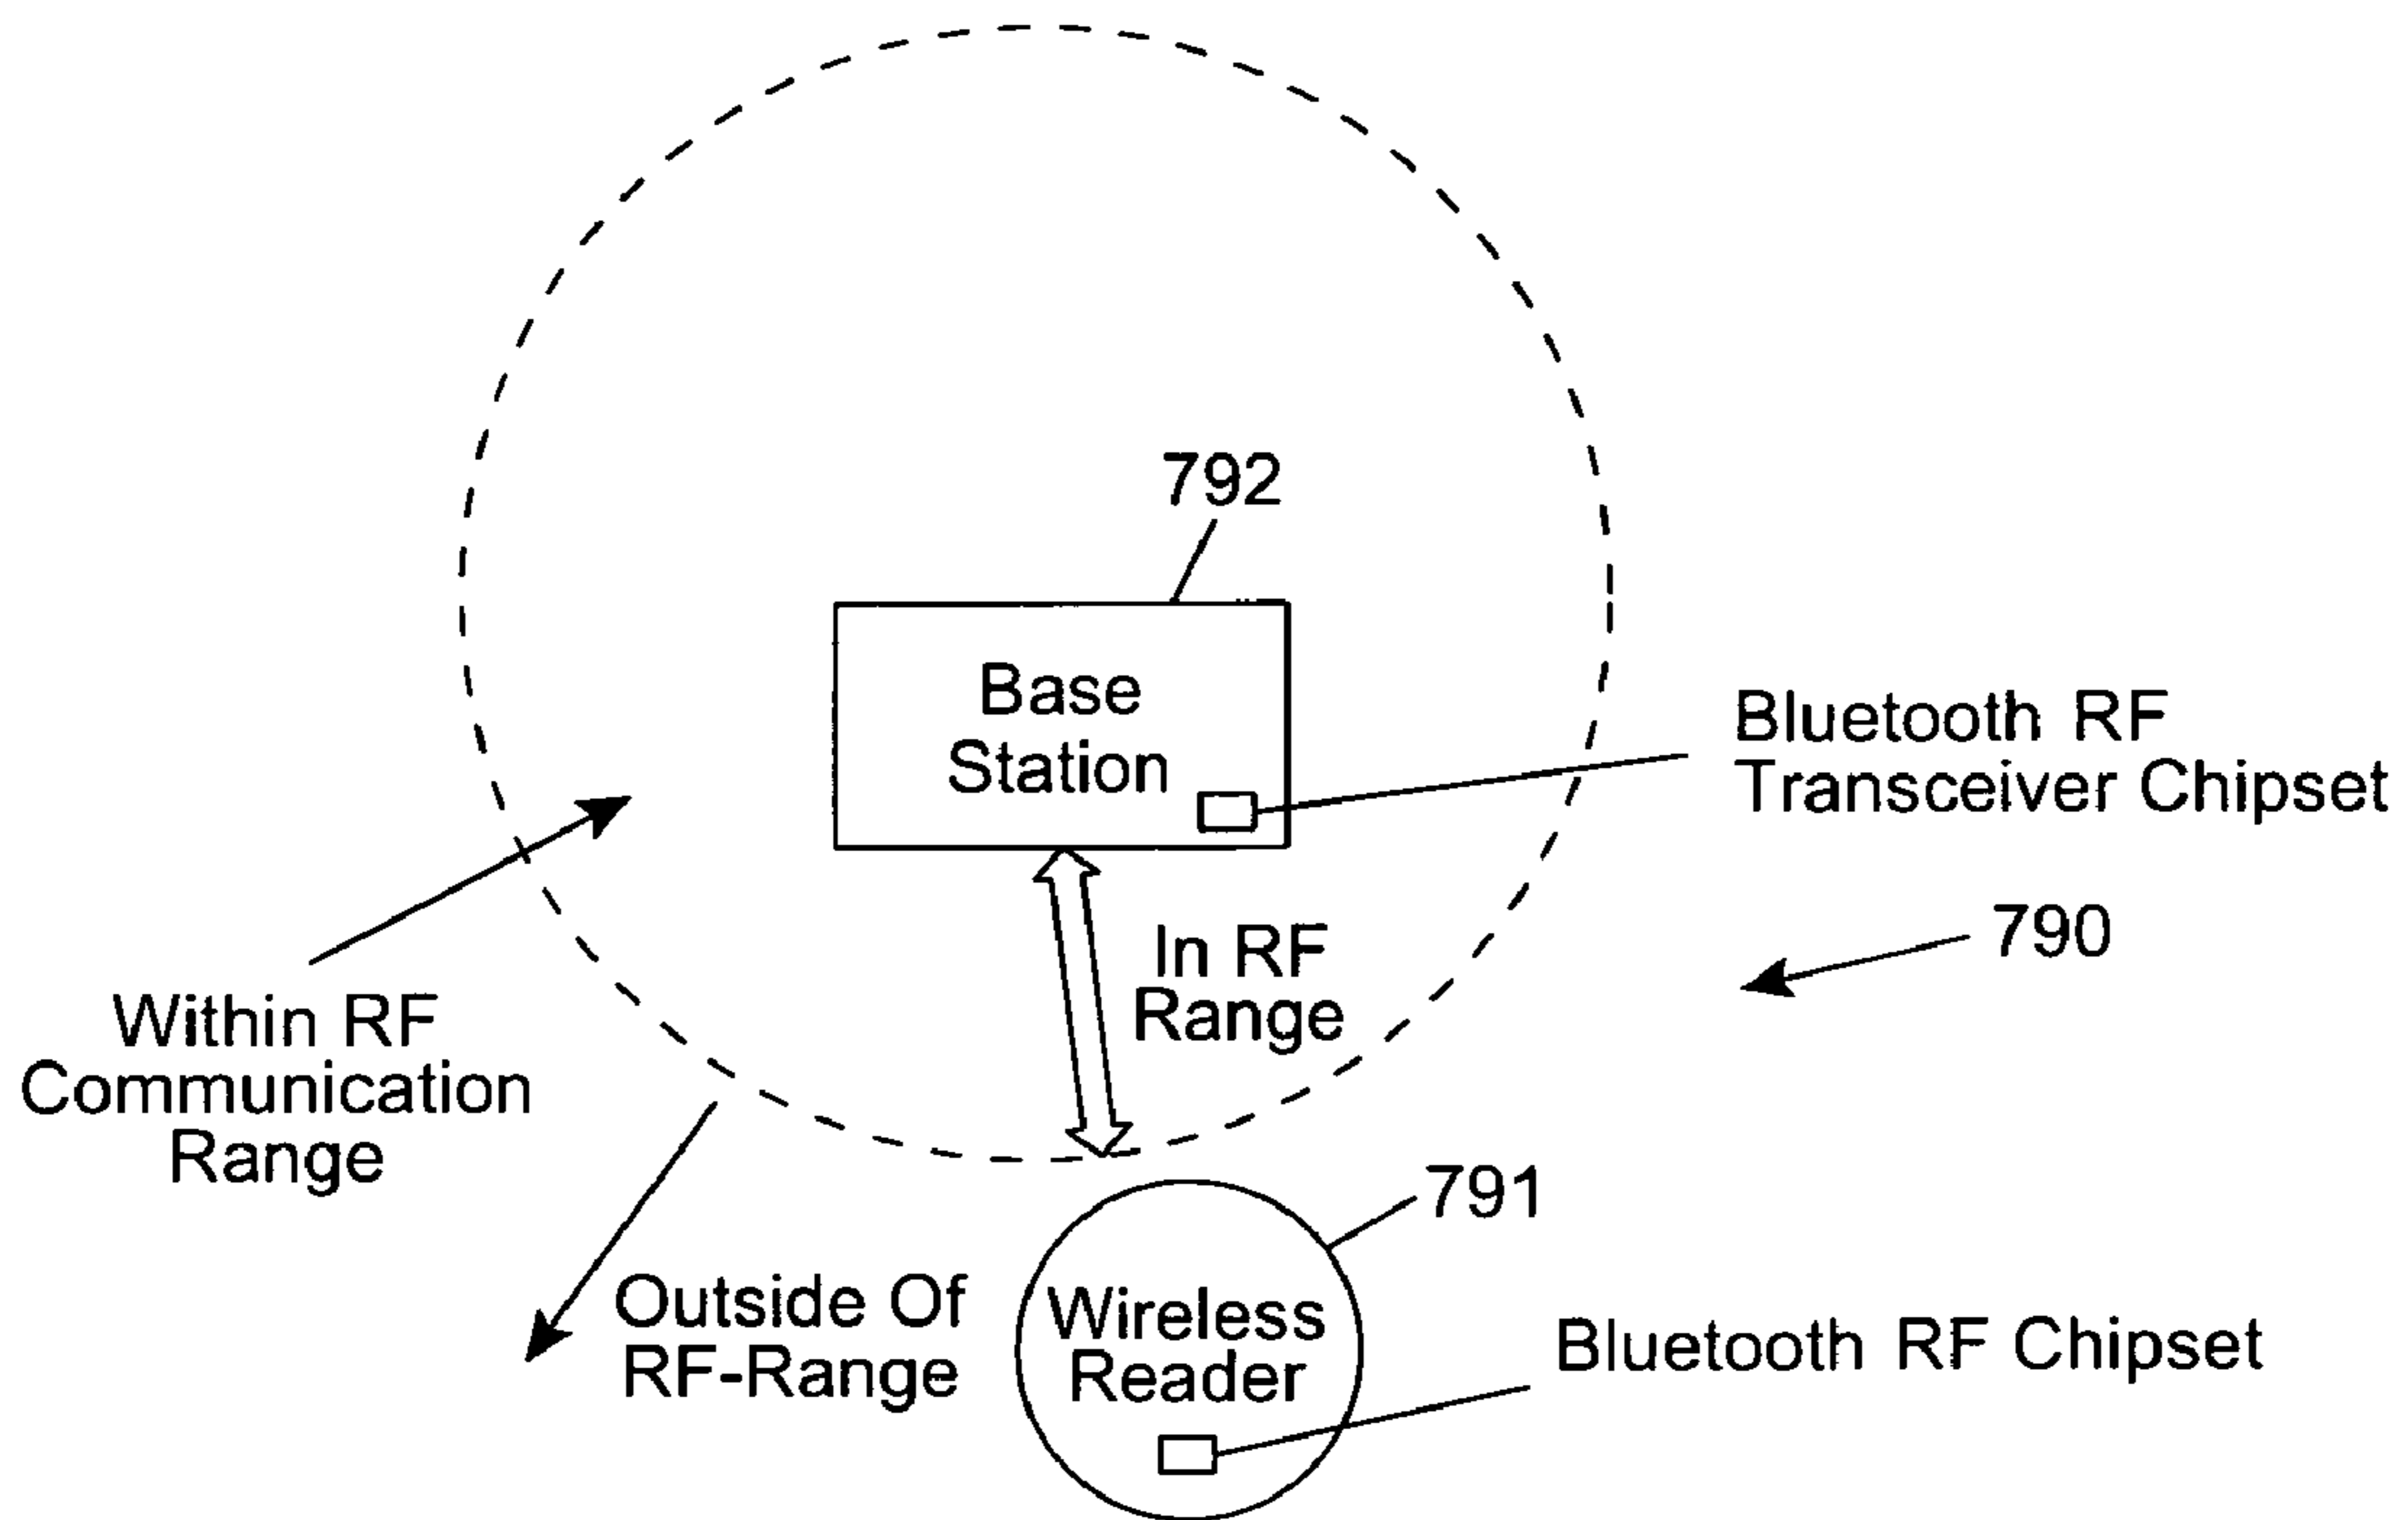 792
Base
Station
Bluetooth RF
Transceiver Chipset
790
In RF
Range
Within RF
Communication
Range
791
Outside Of
RF-Range
Wireless
Reader
Bluetooth RF Chipset